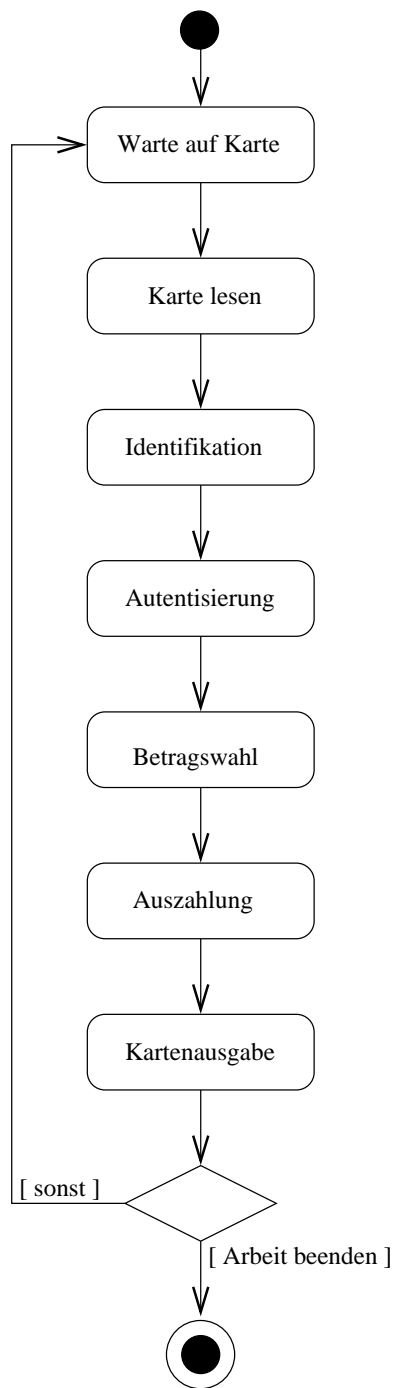 Warte auf Karte
Karte lesen
Identifikation
Autentisierung
Betragswahl
Auszahlung
Kartenausgabe
[ sonst ]
[ Arbeit beenden ]